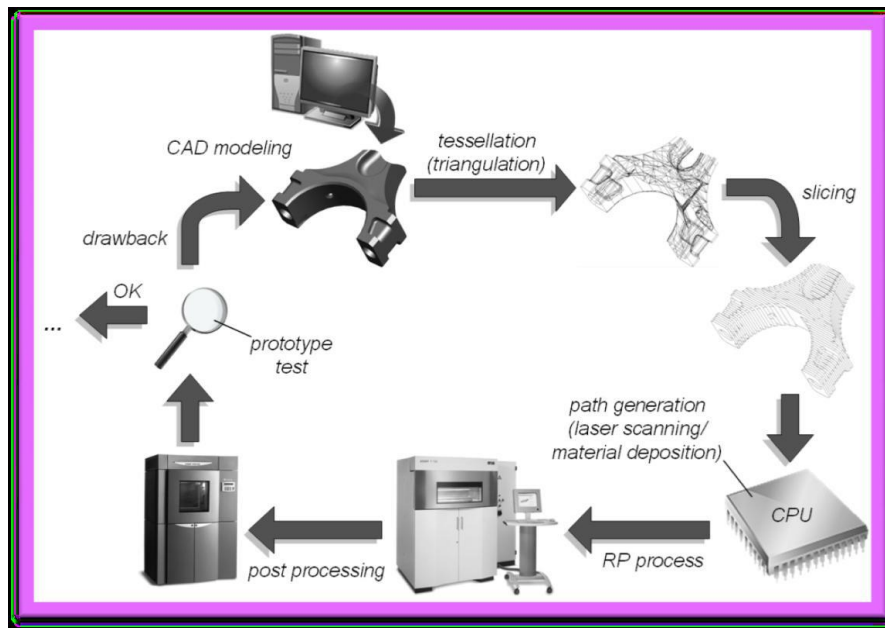 CAD modeling
tessellation
(triangulation)
slicing
drawback
OK
...
prototype
test
path generation
(laser scanning/
material deposition)
CPU
RP process
post processing